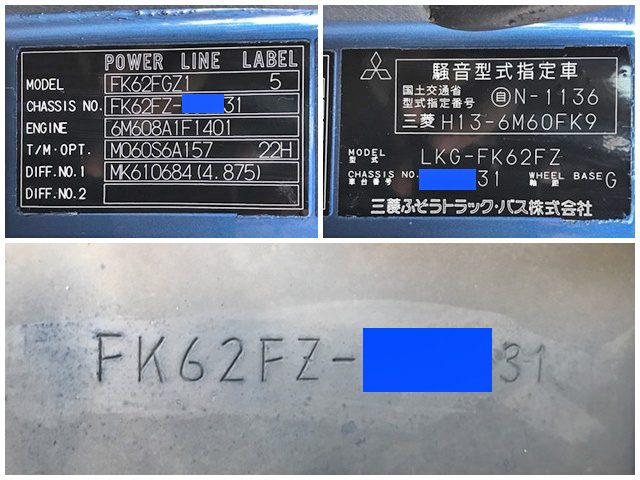 POWER LINE LABEL
MODEL FK62FGZ1 5
CHASSIS NO. FK62FZ- 31
ENGINE 6M608A1F1401
T/M·OPT. M060S6A157 22H
DIFF.NO.1 MK610684(4.875)
DIFF.NO.2
騒音型式指定車
国土交通省
型式指定番号 自N-1136
三菱 H13-6M60FK9
MODEL
型式 LKG-FK62FZ
CHASSIS NO. 31 WHEEL BASE G
車台番号 軸距
三菱ふそうトラック・バス株式会社
FK62FZ- 31